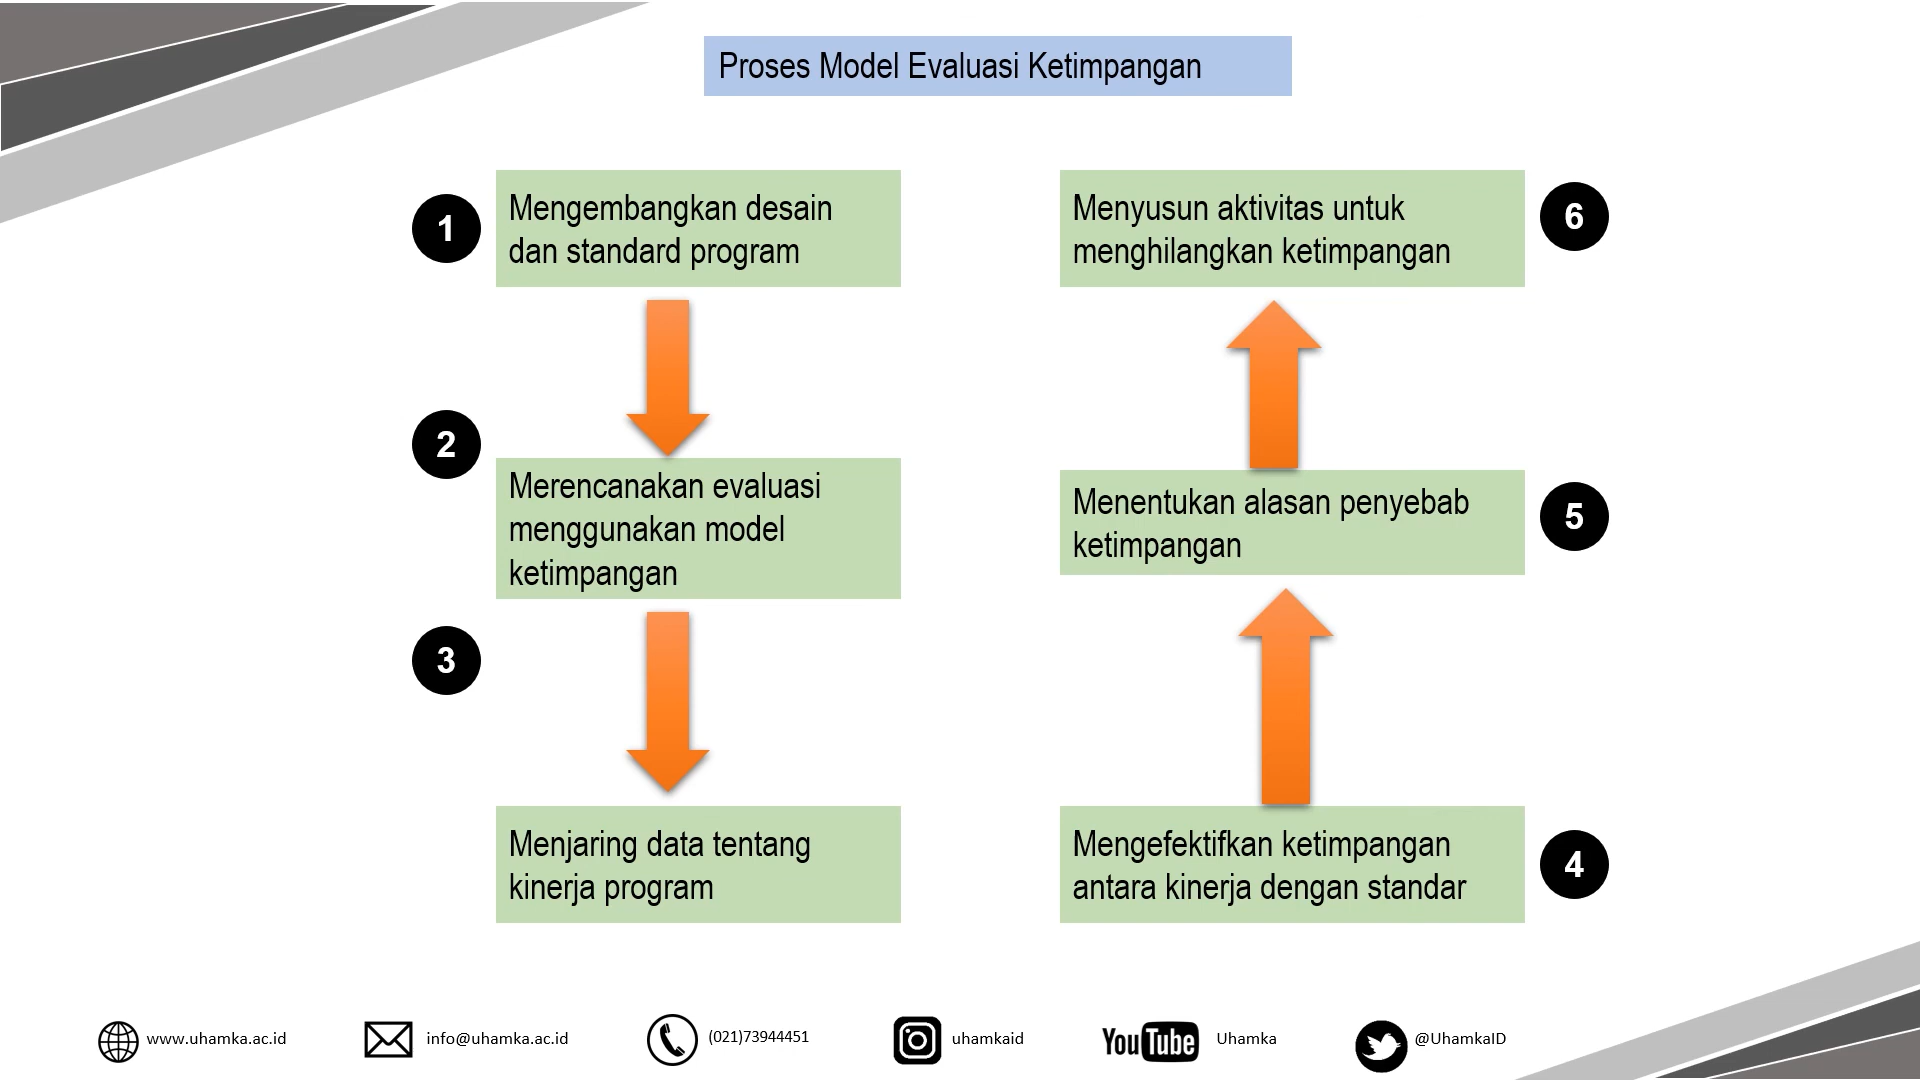 Proses Model Evaluasi Ketimpangan
1
Mengembangkan desain
dan standard program
2
Merencanakan evaluasi
menggunakan model
ketimpangan
3
Menjaring data tentang
kinerja program
Menyusun aktivitas untuk
menghilangkan ketimpangan
6
Menentukan alasan penyebab
ketimpangan
5
Mengefektifkan ketimpangan
antara kinerja dengan standar
4
www.uhamka.ac.id
info@uhamka.ac.id
(021)73944451
uhamkaid
YouTube
Uhamka
@UhamkaID